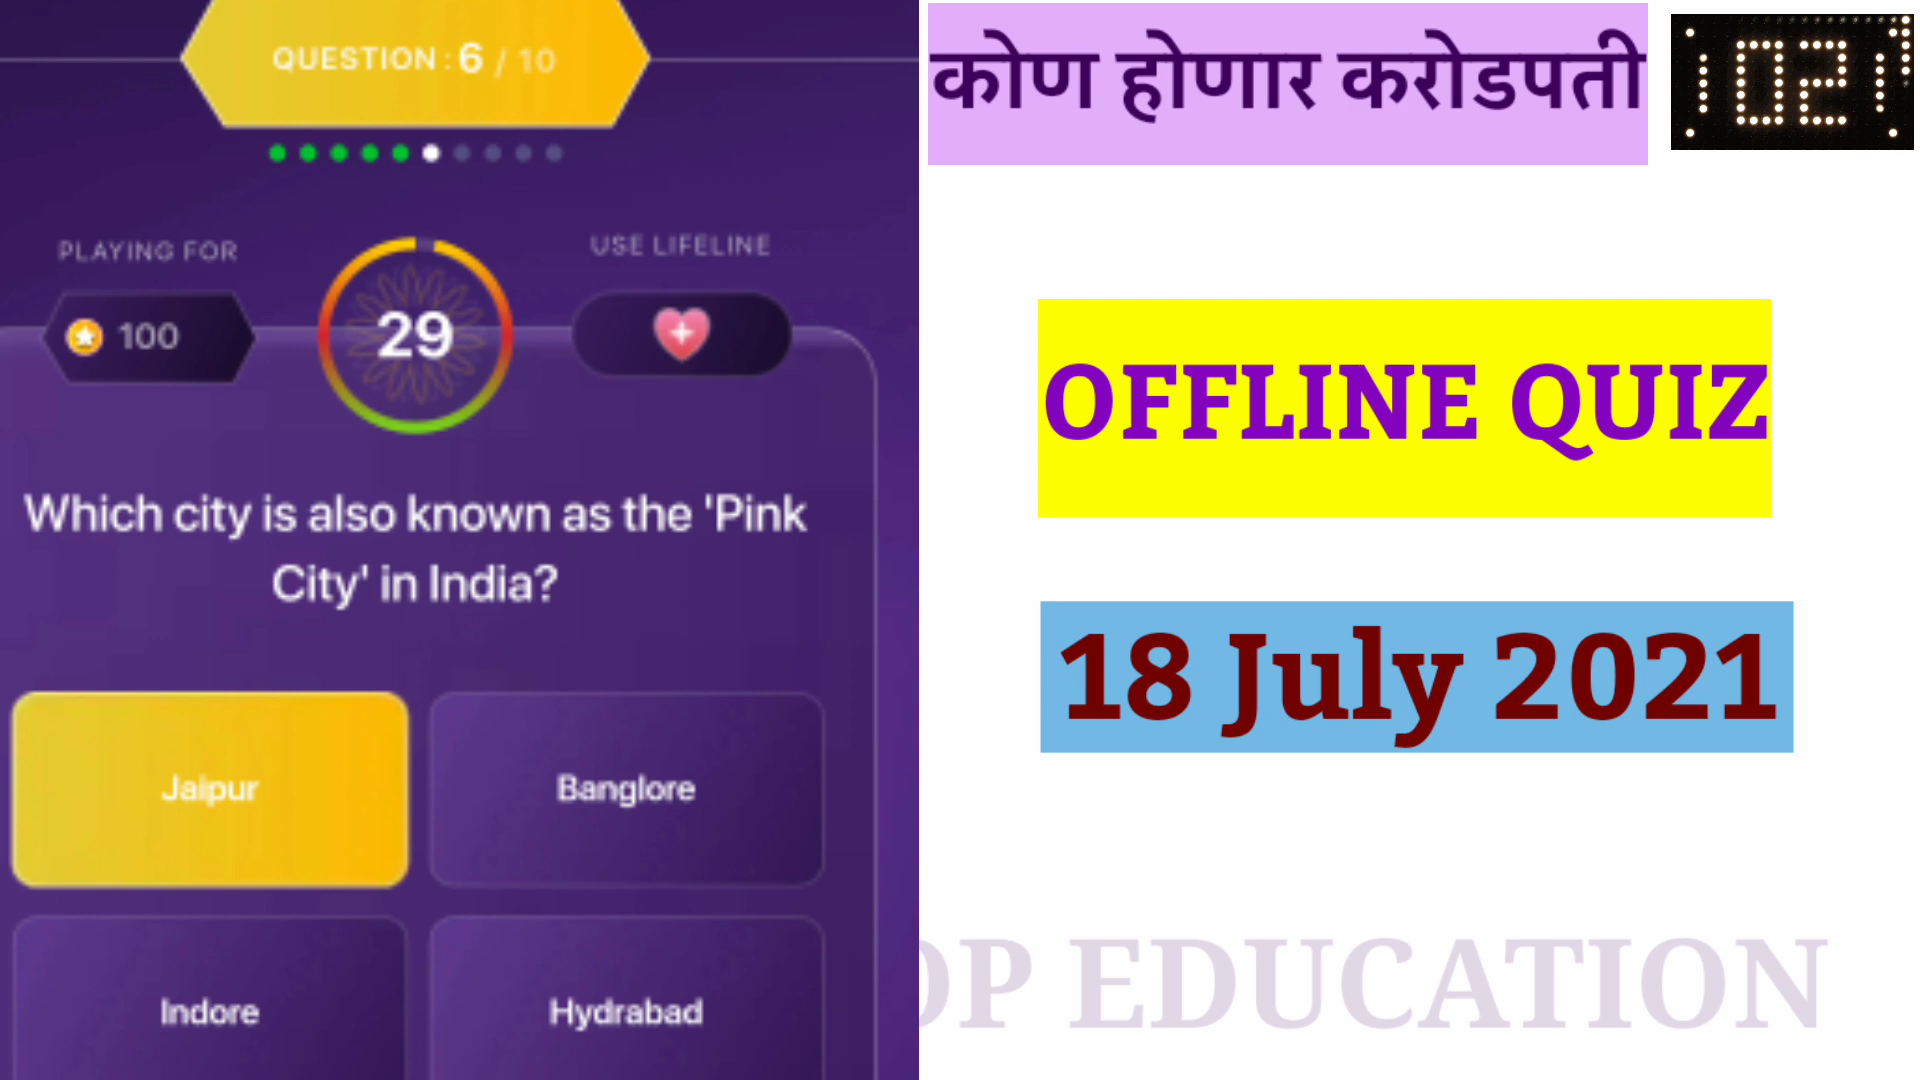 QUESTION : 6 / 10
PLAYING FOR
USE LIFELINE
100
29
Which city is also known as the 'Pink
City' in India?
Jaipur
Banglore
Indore
Hydrabad
कोण होणार करोडपती
OFFLINE QUIZ
18 July 2021
EDUCATION